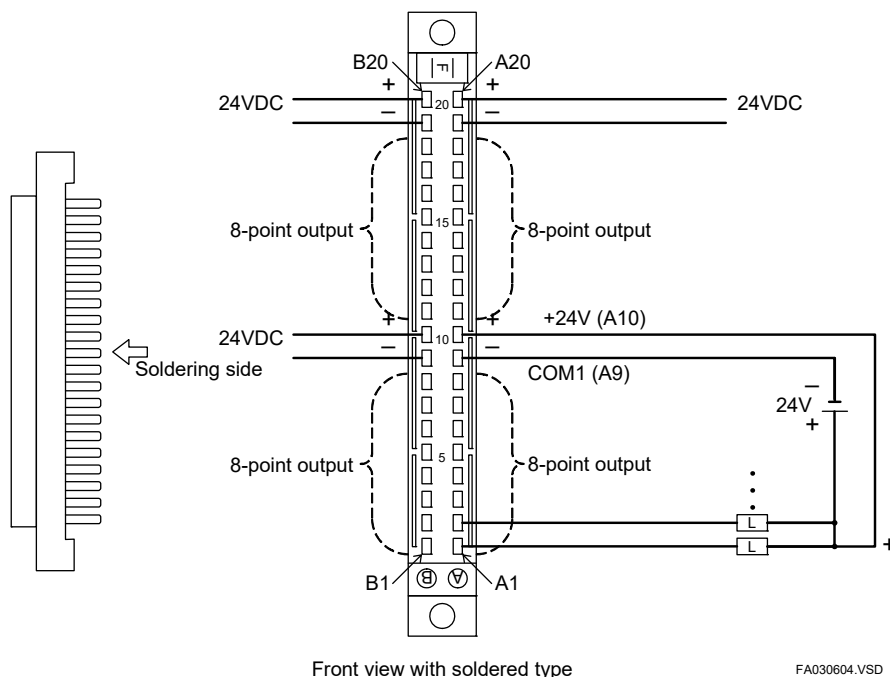 B20
A20
F
+
+
24VDC
20
24VDC
−
−
8-point output
15
8-point output
+
+
+24V (A10)
24VDC
10
−
−
Soldering side
COM1 (A9)
−
24V
+
8-point output
5
8-point output
L
L
+
B1
B
A
A1
Front view with soldered type
FA030604.VSD